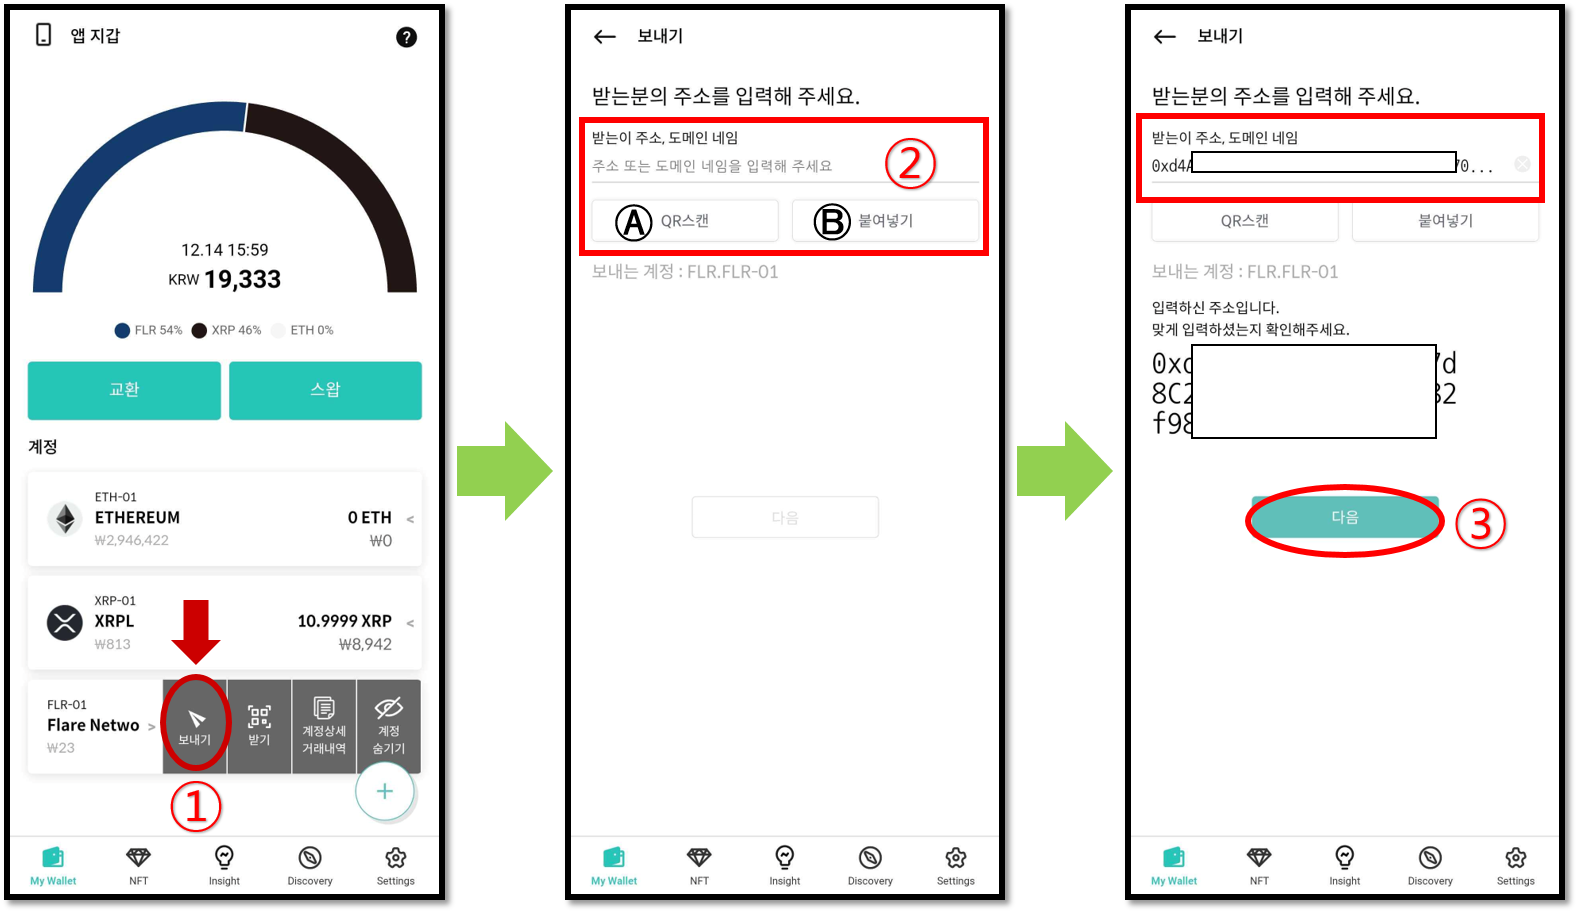 앱 지갑
?
12.14 15:59
KRW 19,333
FLR 54% XRP 46% ETH 0%
교환 스왑
계정
ETH-01
ETHEREUM 0 ETH <
₩2,946,422 ₩0
XRP-01
XRPL 10.9999 XRP <
₩813 ₩8,942
FLR-01
Flare Netwo >
₩23
보내기
받기
계정상세
거래내역
계정
숨기기
+
①
My Wallet NFT Insight Discovery Settings
← 보내기
받는분의 주소를 입력해 주세요.
받는이 주소, 도메인 네임
주소 또는 도메인 네임을 입력해 주세요
②
Ⓐ QR스캔 Ⓑ 붙여넣기
보내는 계정 : FLR.FLR-01
다음
My Wallet NFT Insight Discovery Settings
← 보내기
받는분의 주소를 입력해 주세요.
받는이 주소, 도메인 네임
0xd4A 70...
QR스캔 붙여넣기
보내는 계정 : FLR.FLR-01
입력하신 주소입니다.
맞게 입력하셨는지 확인해주세요.
0xd 7d
8C2 32
f98
다음 ③
My Wallet NFT Insight Discovery Settings